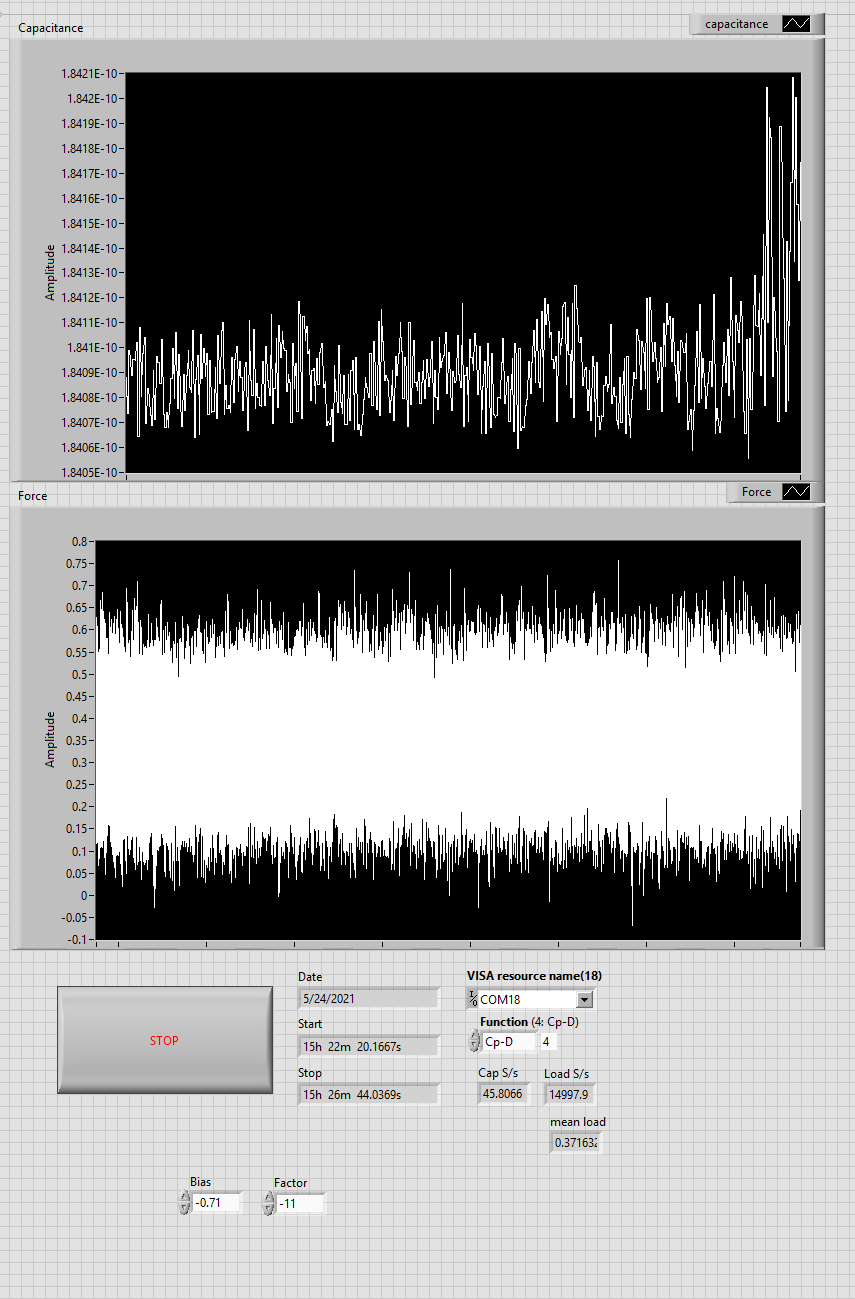 Capacitance
capacitance
1.8421E-10
1.842E-10
1.8419E-10
1.8418E-10
1.8417E-10
1.8416E-10
1.8415E-10
1.8414E-10
1.8413E-10
1.8412E-10
1.8411E-10
1.841E-10
1.8409E-10
1.8408E-10
1.8407E-10
1.8406E-10
1.8405E-10
Amplitude
Force
Force
0.8
0.75
0.7
0.65
0.6
0.55
0.5
0.45
0.4
0.35
0.3
0.25
0.2
0.15
0.1
0.05
0
-0.05
-0.1
Amplitude
STOP
Date
5/24/2021
Start
15h 22m 20.1667s
Stop
15h 26m 44.0369s
VISA resource name(18)
COM18
Function (4: Cp-D)
Cp-D 4
Cap S/s Load S/s
45.8066 14997.9
mean load
0.371632
Bias Factor
-0.71 -11